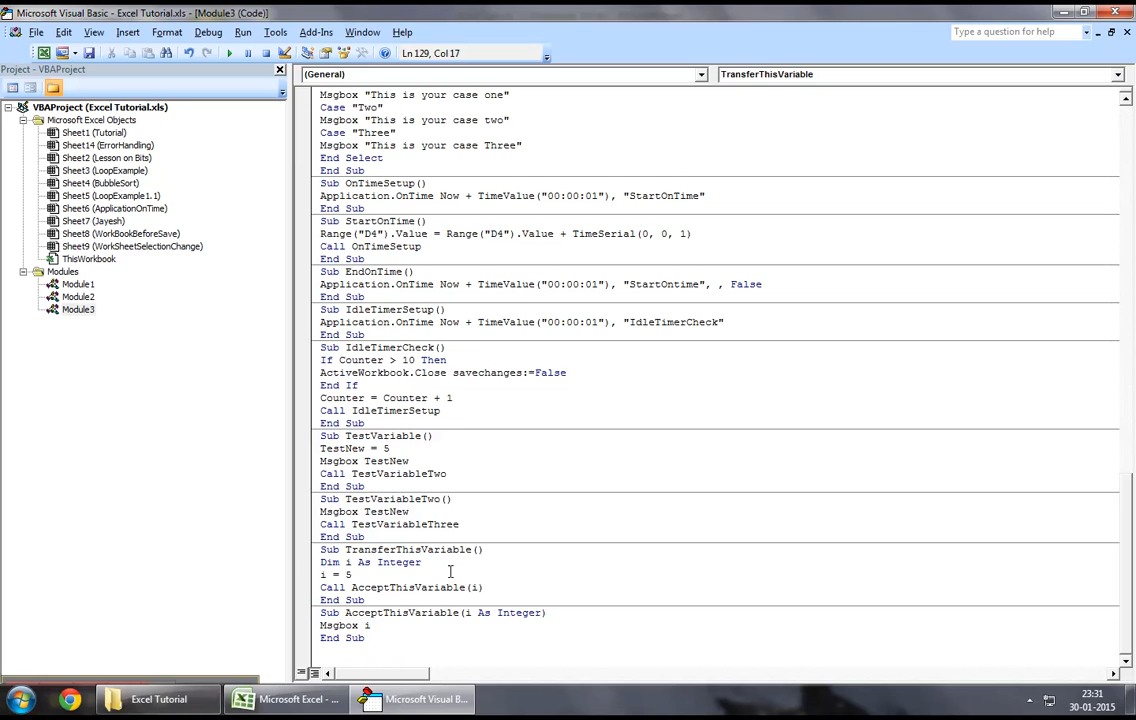 Microsoft Visual Basic - Excel Tutorial.xls - [Module3 (Code)]
File Edit View Insert Format Debug Run Tools Add-Ins Window Help
Type a question for help
Ln 129, Col 17
Project - VBAProject
(General)
TransferThisVariable
VBAProject (Excel Tutorial.xls)
Microsoft Excel Objects
Sheet1 (Tutorial)
Sheet14 (ErrorHandling)
Sheet2 (Lesson on Bits)
Sheet3 (LoopExample)
Sheet4 (BubbleSort)
Sheet5 (LoopExample1.1)
Sheet6 (ApplicationOnTime)
Sheet7 (Jayesh)
Sheet8 (WorkBookBeforeSave)
Sheet9 (WorkSheetSelectionChange)
ThisWorkbook
Modules
Module1
Module2
Module3
Msgbox "This is your case one"
Case "Two"
Msgbox "This is your case two"
Case "Three"
Msgbox "This is your case Three"
End Select
End Sub
Sub OnTimeSetup()
Application.OnTime Now + TimeValue("00:00:01"), "StartOnTime"
End Sub
Sub StartOnTime()
Range("D4").Value = Range("D4").Value + TimeSerial(0, 0, 1)
Call OnTimeSetup
End Sub
Sub EndOnTime()
Application.OnTime Now + TimeValue("00:00:01"), "StartOntime", , False
End Sub
Sub IdleTimerSetup()
Application.OnTime Now + TimeValue("00:00:01"), "IdleTimerCheck"
End Sub
Sub IdleTimerCheck()
If Counter > 10 Then
ActiveWorkbook.Close savechanges:=False
End If
Counter = Counter + 1
Call IdleTimerSetup
End Sub
Sub TestVariable()
TestNew = 5
Msgbox TestNew
Call TestVariableTwo
End Sub
Sub TestVariableTwo()
Msgbox TestNew
Call TestVariableThree
End Sub
Sub TransferThisVariable()
Dim i As Integer
i = 5
Call AcceptThisVariable(i)
End Sub
Sub AcceptThisVariable(i As Integer)
Msgbox i
End Sub
Excel Tutorial
Microsoft Excel - ...
Microsoft Visual B...
23:31
30-01-2015